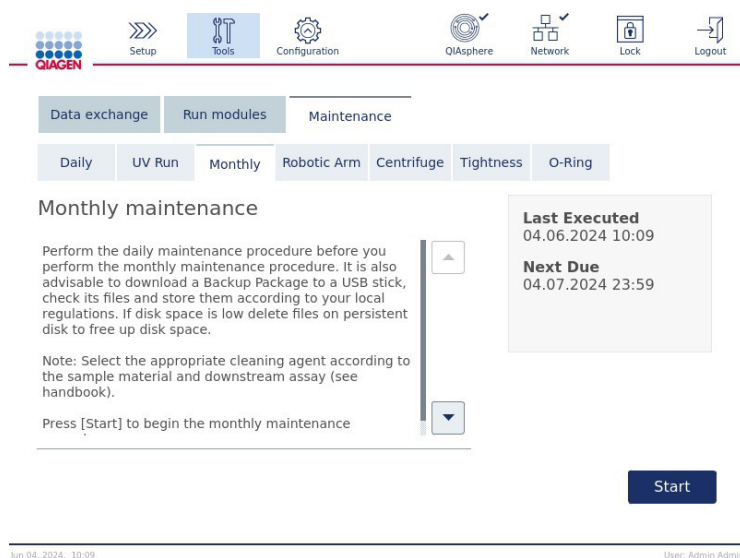 Setup
Tools
Configuration
QIAsphere
Network
Lock
Logout
QIAGEN
Data exchange
Run modules
Maintenance
Daily
UV Run
Monthly
Robotic Arm
Centrifuge
Tightness
O-Ring
Monthly maintenance
Perform the daily maintenance procedure before you
perform the monthly maintenance procedure. It is also
advisable to download a Backup Package to a USB stick,
check its files and store them according to your local
regulations. If disk space is low delete files on persistent
disk to free up disk space.
Note: Select the appropriate cleaning agent according to
the sample material and downstream assay (see
handbook).
Press [Start] to begin the monthly maintenance
Last Executed
04.06.2024 10:09
Next Due
04.07.2024 23:59
Start
Jun 04, 2024, 10:09
User: Admin Admin